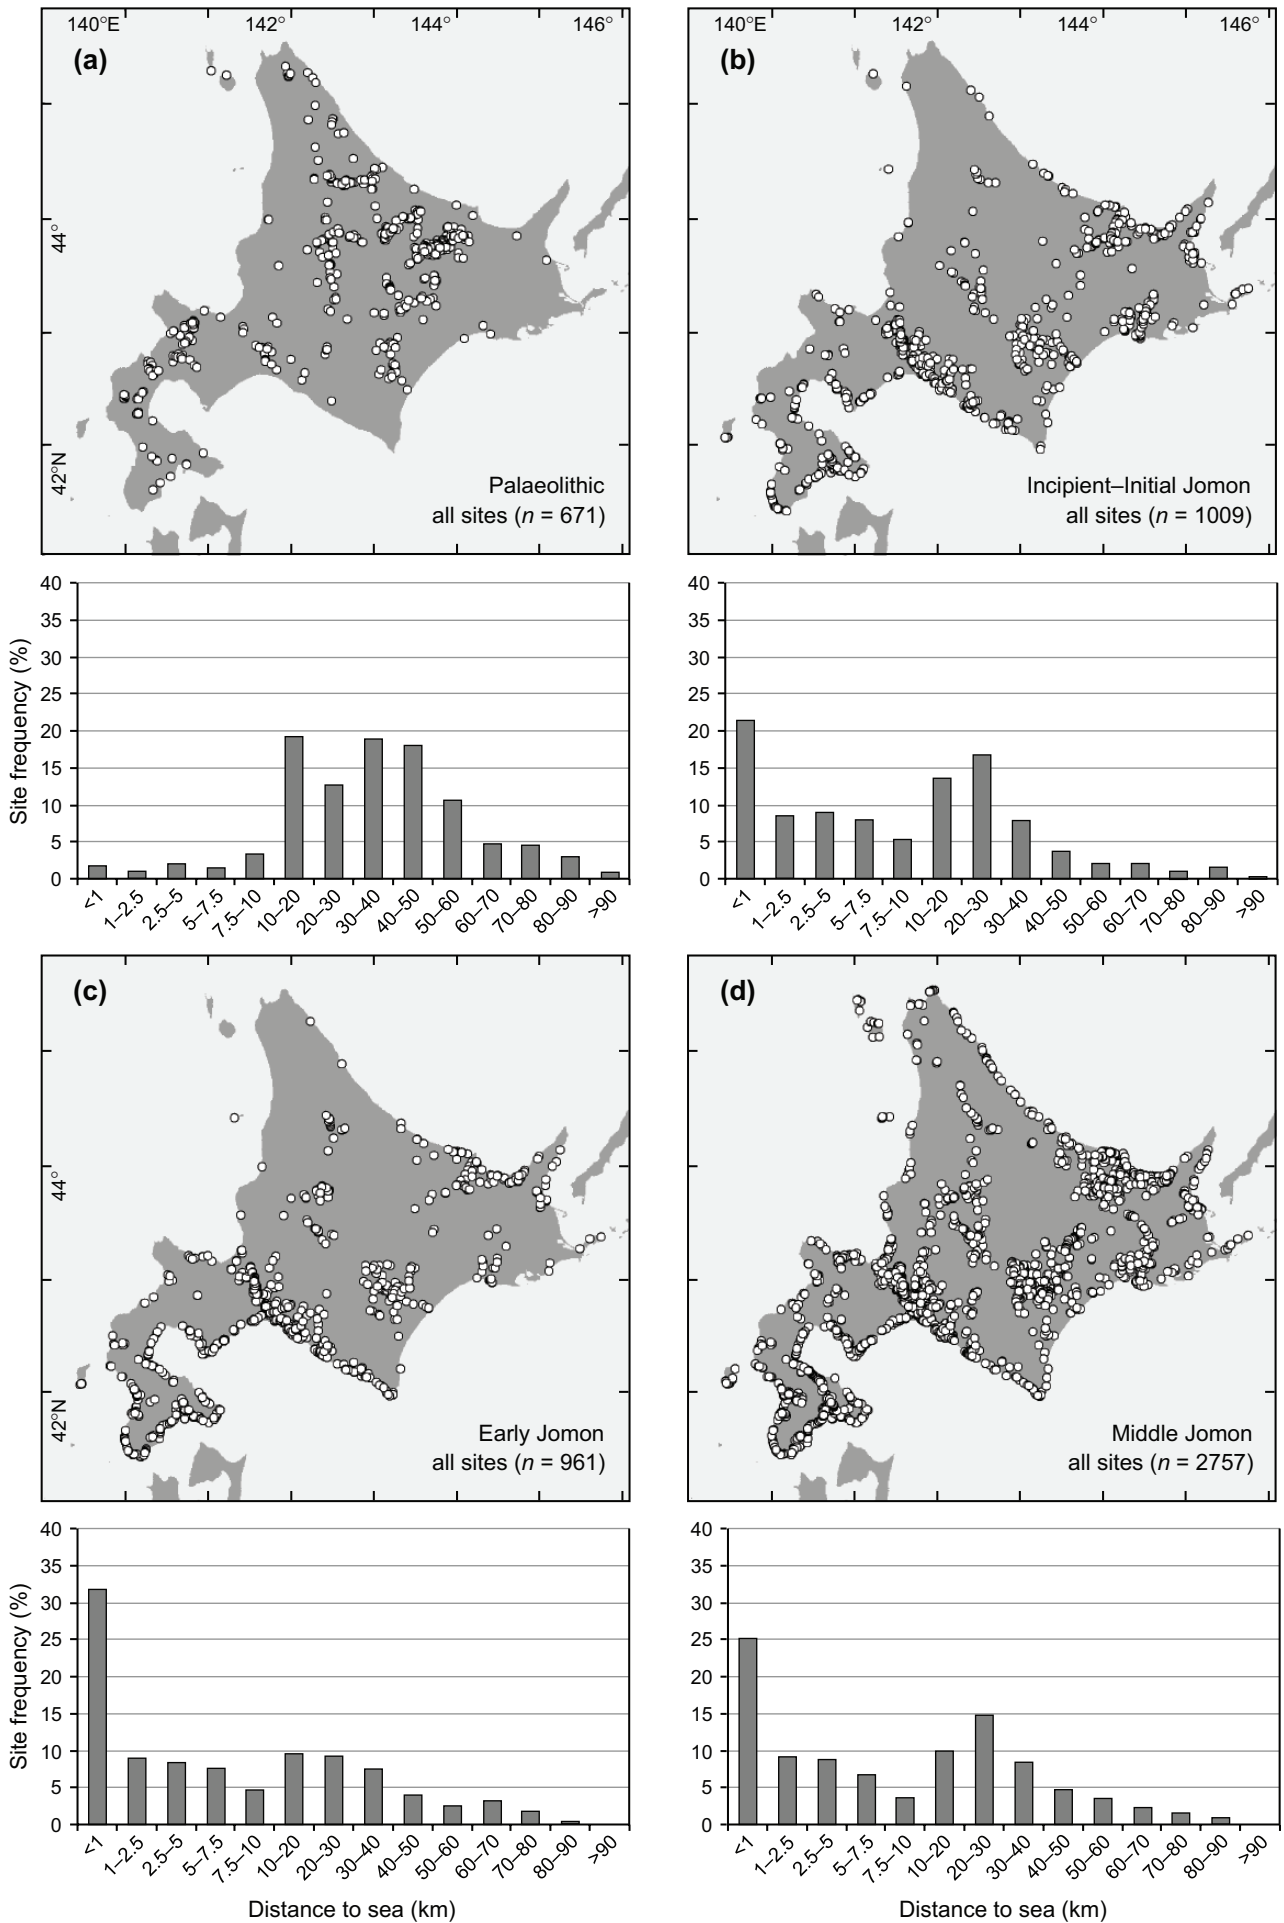 140°E 142° 144° 146°
(a)
44°
42°N
Palaeolithic
all sites (n = 671)
140°E 142° 144° 146°
(b)
Incipient–Initial Jomon
all sites (n = 1009)
Site frequency (%)
40
35
30
25
20
15
10
5
0
<1 1–2.5 2.5–5 5–7.5 7.5–10 10–20 20–30 30–40 40–50 50–60 60–70 70–80 80–90 >90
40
35
30
25
20
15
10
5
0
<1 1–2.5 2.5–5 5–7.5 7.5–10 10–20 20–30 30–40 40–50 50–60 60–70 70–80 80–90 >90
(c)
44°
42°N
Early Jomon
all sites (n = 961)
(d)
Middle Jomon
all sites (n = 2757)
Site frequency (%)
40
35
30
25
20
15
10
5
0
<1 1–2.5 2.5–5 5–7.5 7.5–10 10–20 20–30 30–40 40–50 50–60 60–70 70–80 80–90 >90
Distance to sea (km)
40
35
30
25
20
15
10
5
0
<1 1–2.5 2.5–5 5–7.5 7.5–10 10–20 20–30 30–40 40–50 50–60 60–70 70–80 80–90 >90
Distance to sea (km)